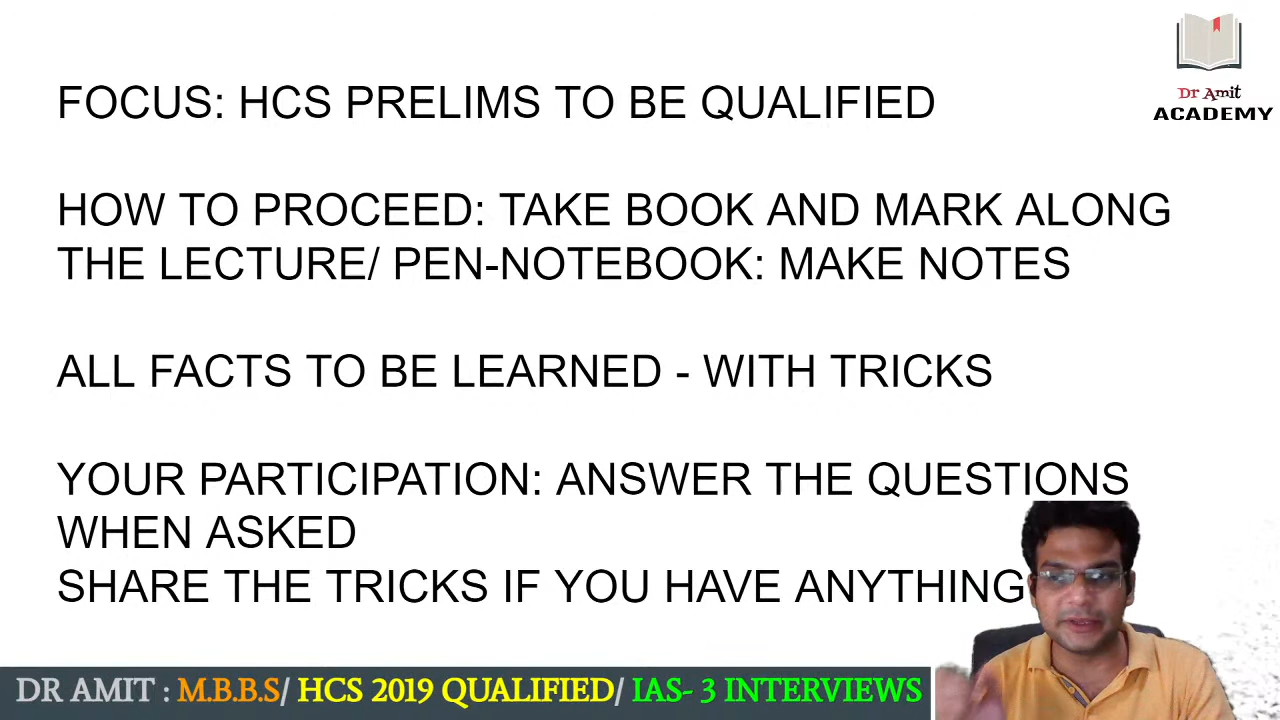 FOCUS: HCS PRELIMS TO BE QUALIFIED
Dr Amit
ACADEMY
HOW TO PROCEED: TAKE BOOK AND MARK ALONG
THE LECTURE/ PEN-NOTEBOOK: MAKE NOTES
ALL FACTS TO BE LEARNED - WITH TRICKS
YOUR PARTICIPATION: ANSWER THE QUESTIONS
WHEN ASKED
SHARE THE TRICKS IF YOU HAVE ANYTHING
DR AMIT : M.B.B.S/ HCS 2019 QUALIFIED/ IAS- 3 INTERVIEWS